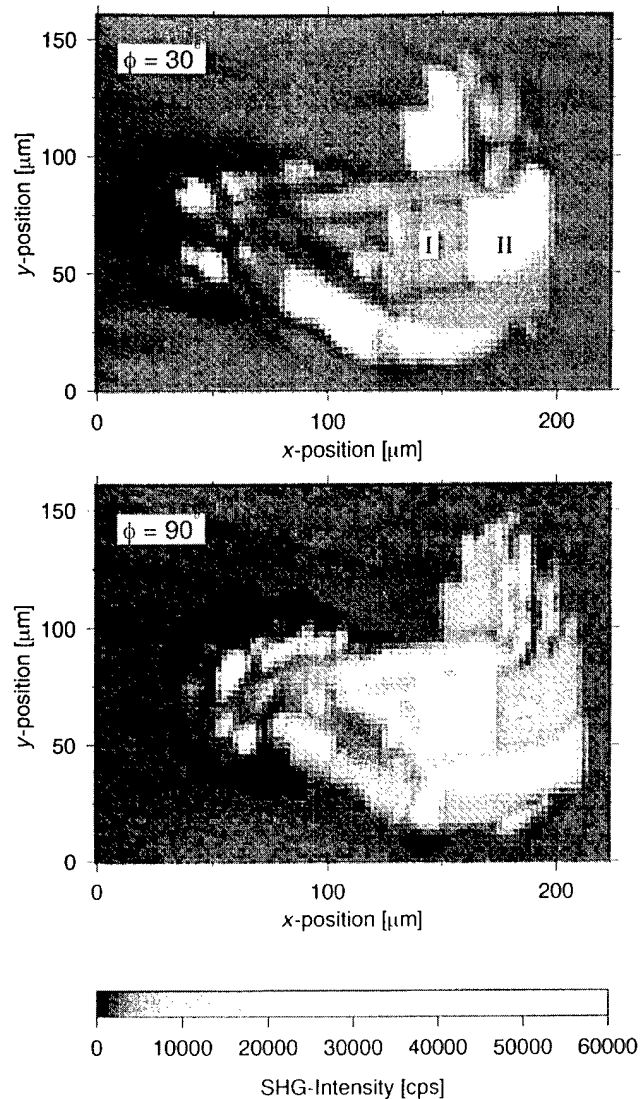 150
100
50
0
y-position [µm]
ϕ = 30°
I
II
0
100
200
x-position [µm]
150
100
50
0
y-position [µm]
ϕ = 90°
0
100
200
x-position [µm]
0 10000 20000 30000 40000 50000 60000
SHG-Intensity [cps]